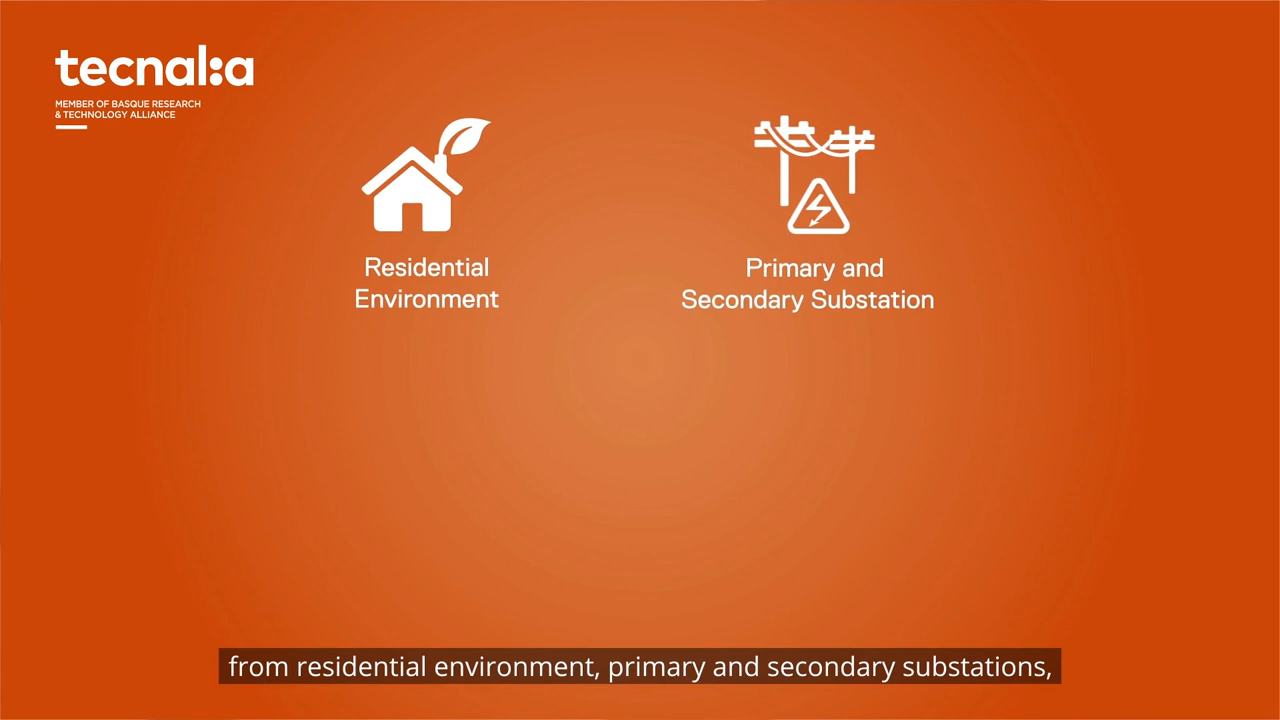 tecnal:a
MEMBER OF BASQUE RESEARCH
& TECHNOLOGY ALLIANCE
Residential
Environment
Primary and
Secondary Substation
from residential environment, primary and secondary substations,